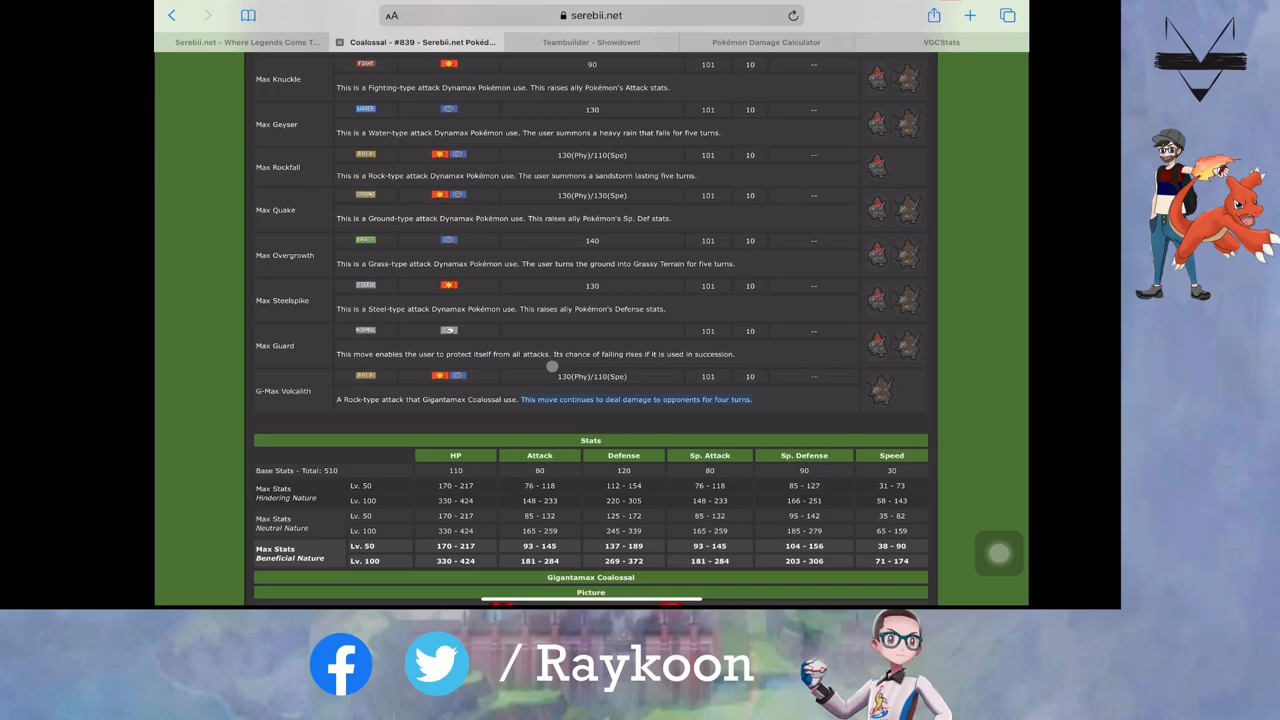 AA
serebii.net
Serebii.net - Where Legends Come T...
Coalossal - #839 - Serebii.net Pokéd...
Teambuilder - Showdown!
Pokémon Damage Calculator
VGCStats
Max Knuckle
FIGHT
90
101
10
--
This is a Fighting-type attack Dynamax Pokémon use. This raises ally Pokémon's Attack stats.
Max Geyser
WATER
130
101
10
--
This is a Water-type attack Dynamax Pokémon use. The user summons a heavy rain that falls for five turns.
Max Rockfall
ROCK
130(Phy)/110(Spe)
101
10
--
This is a Rock-type attack Dynamax Pokémon use. The user summons a sandstorm lasting five turns.
Max Quake
GROUND
130(Phy)/130(Spe)
101
10
--
This is a Ground-type attack Dynamax Pokémon use. This raises ally Pokémon's Sp. Def stats.
Max Overgrowth
GRASS
140
101
10
--
This is a Grass-type attack Dynamax Pokémon use. The user turns the ground into Grassy Terrain for five turns.
Max Steelspike
STEEL
130
101
10
--
This is a Steel-type attack Dynamax Pokémon use. This raises ally Pokémon's Defense stats.
Max Guard
NORMAL
101
10
--
This move enables the user to protect itself from all attacks. Its chance of failing rises if it is used in succession.
G-Max Volcalith
ROCK
130(Phy)/110(Spe)
101
10
--
A Rock-type attack that Gigantamax Coalossal use. This move continues to deal damage to opponents for four turns.
Stats
HP Attack Defense Sp. Attack Sp. Defense Speed
Base Stats - Total: 510 110 80 120 80 90 30
Max Stats
Hindering Nature
Lv. 50 170 - 217 76 - 118 112 - 154 76 - 118 85 - 127 31 - 73
Lv. 100 330 - 424 148 - 233 220 - 305 148 - 233 166 - 251 58 - 143
Max Stats
Neutral Nature
Lv. 50 170 - 217 85 - 132 125 - 172 85 - 132 95 - 142 35 - 82
Lv. 100 330 - 424 165 - 259 245 - 339 165 - 259 185 - 279 65 - 159
Max Stats
Beneficial Nature
Lv. 50 170 - 217 93 - 145 137 - 189 93 - 145 104 - 156 38 - 90
Lv. 100 330 - 424 181 - 284 269 - 372 181 - 284 203 - 306 71 - 174
Gigantamax Coalossal
Picture
/ Raykoon